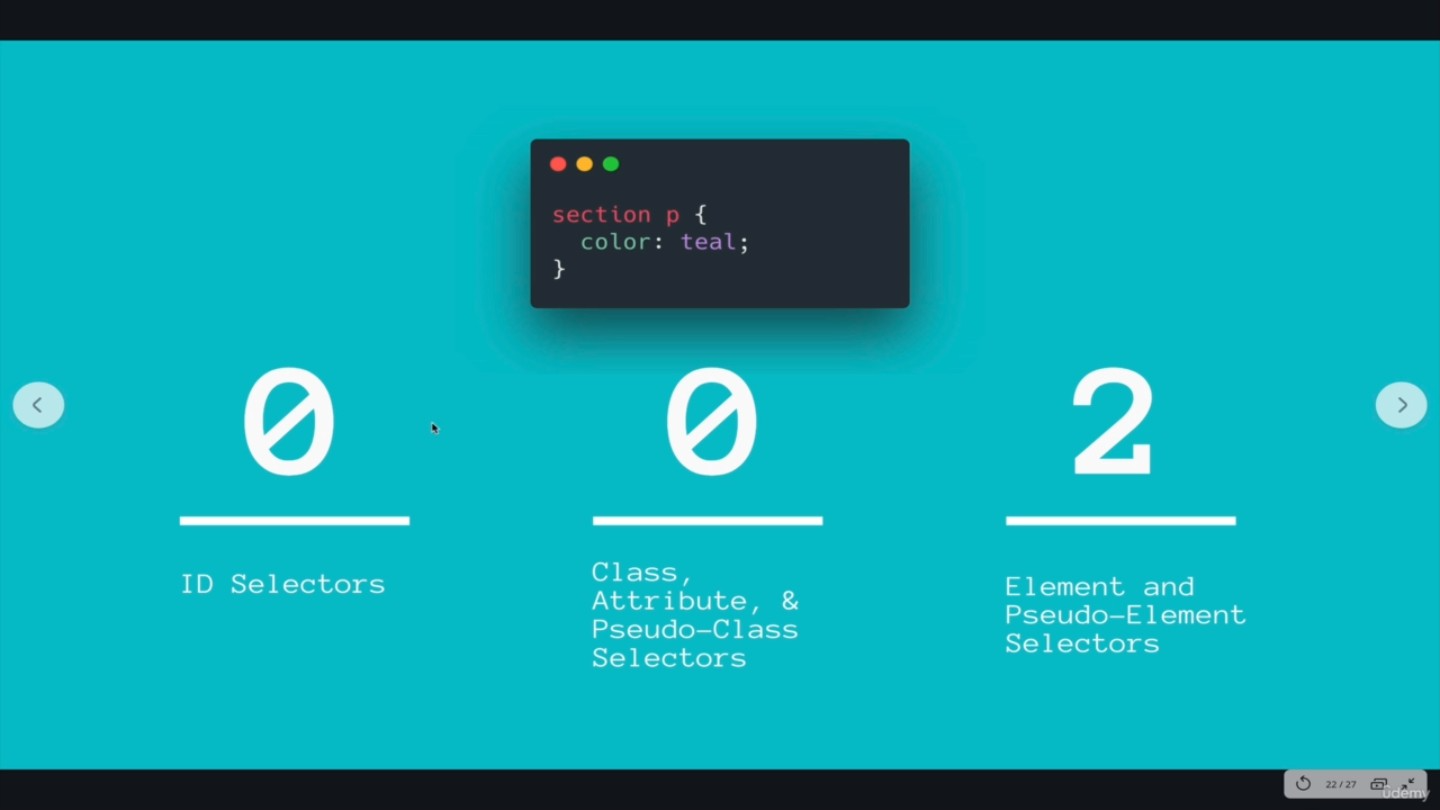 section p {
color: teal;
}
0
0
2
ID Selectors
Class,
Attribute, &
Pseudo-Class
Selectors
Element and
Pseudo-Element
Selectors
22 / 27
ûdemy